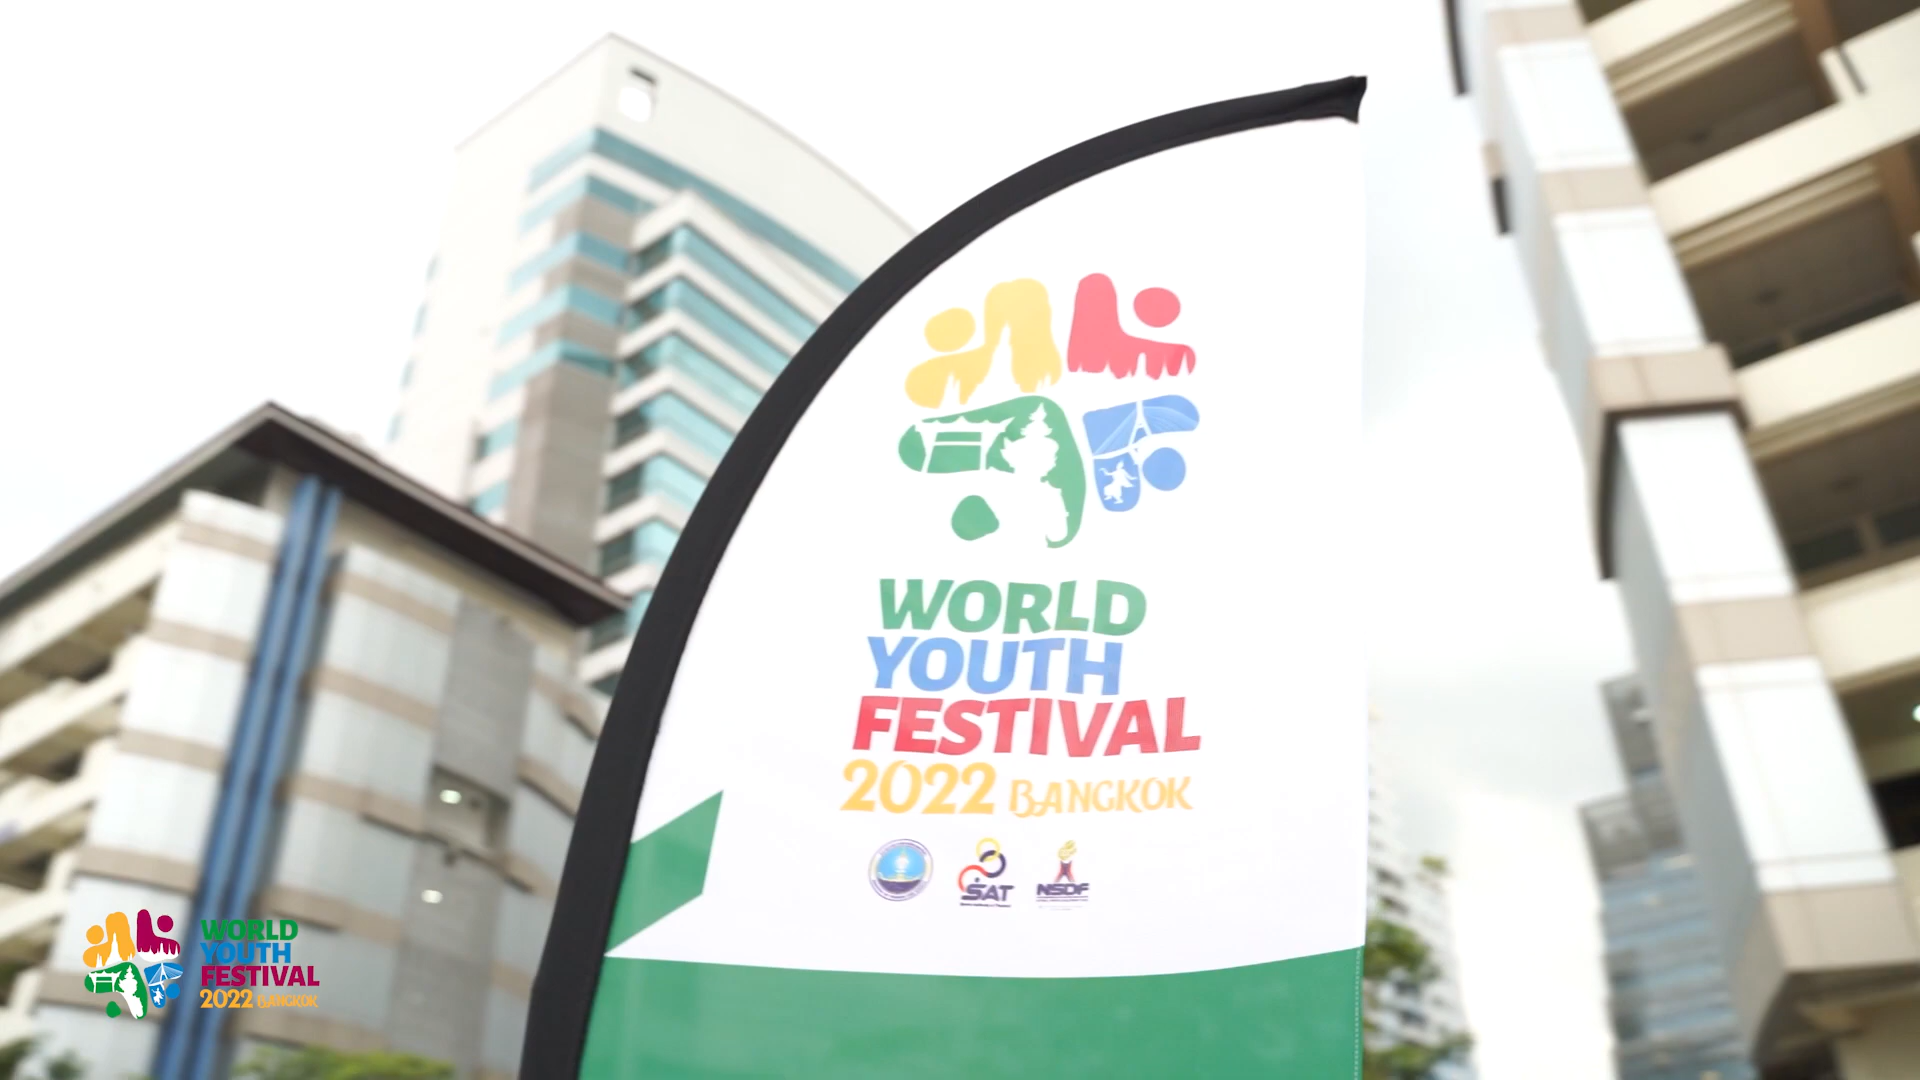 WORLD
YOUTH
FESTIVAL
2022 BANGKOK
SAT
NSDF
WORLD
YOUTH
FESTIVAL
2022 BANGKOK